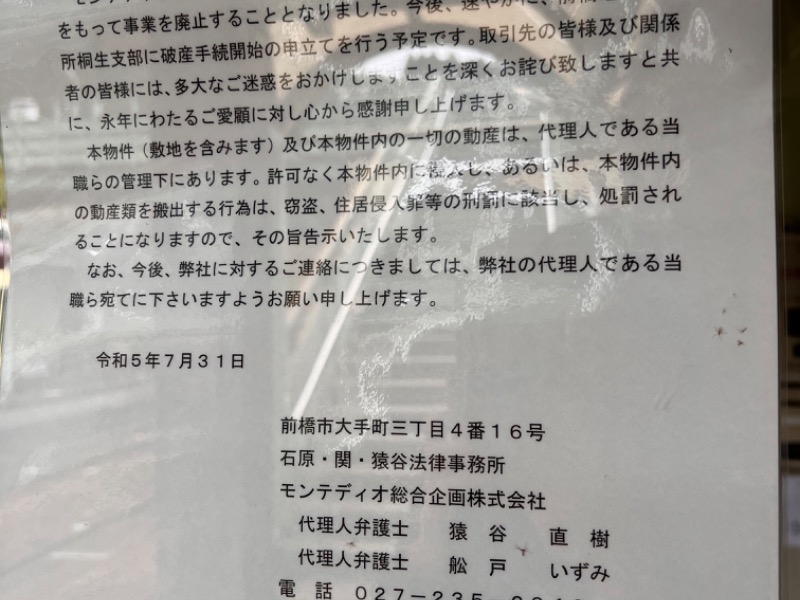 をもって事業を廃止することとなりました。今後、速やかに、前橋
所桐生支部に破産手続開始の申立てを行う予定です。取引先の皆様及び関係
者の皆様には、多大なご迷惑をおかけしますことを深くお詫び致しますと共
に、永年にわたるご愛顧に対し心から感謝申し上げます。
本物件（敷地を含みます）及び本物件内の一切の動産は、代理人である当
職らの管理下にあります。許可なく本物件内に侵入し、あるいは、本物件内
の動産類を搬出する行為は、窃盗、住居侵入罪等の刑罰に該当し、処罰され
ることになりますので、その旨告示いたします。
なお、今後、弊社に対するご連絡につきましては、弊社の代理人である当
職ら宛てに下さいますようお願い申し上げます。
令和５年７月３１日
前橋市大手町三丁目４番１６号
石原・関・猿谷法律事務所
モンテディオ総合企画株式会社
代理人弁護士　猿　谷　直　樹
代理人弁護士　舩　戸　いずみ
電　話　０２７－２３５－